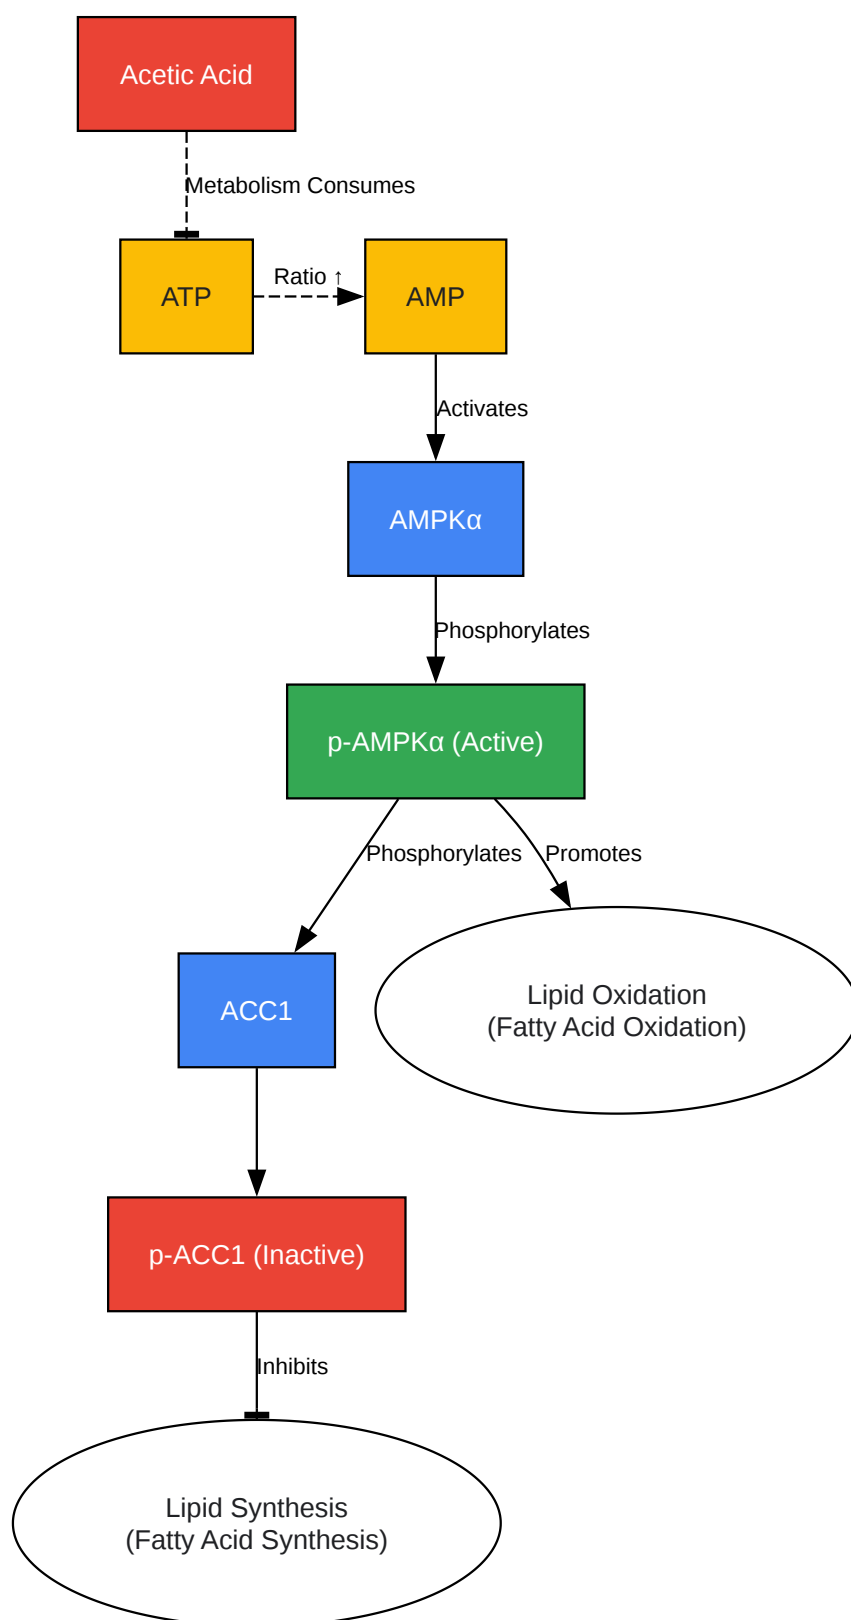 Acetic Acid
Metabolism Consumes
ATP
Ratio ↑
AMP
Activates
AMPKα
Phosphorylates
p-AMPKα (Active)
Phosphorylates
Promotes
ACC1
Lipid Oxidation
(Fatty Acid Oxidation)
p-ACC1 (Inactive)
Inhibits
Lipid Synthesis
(Fatty Acid Synthesis)